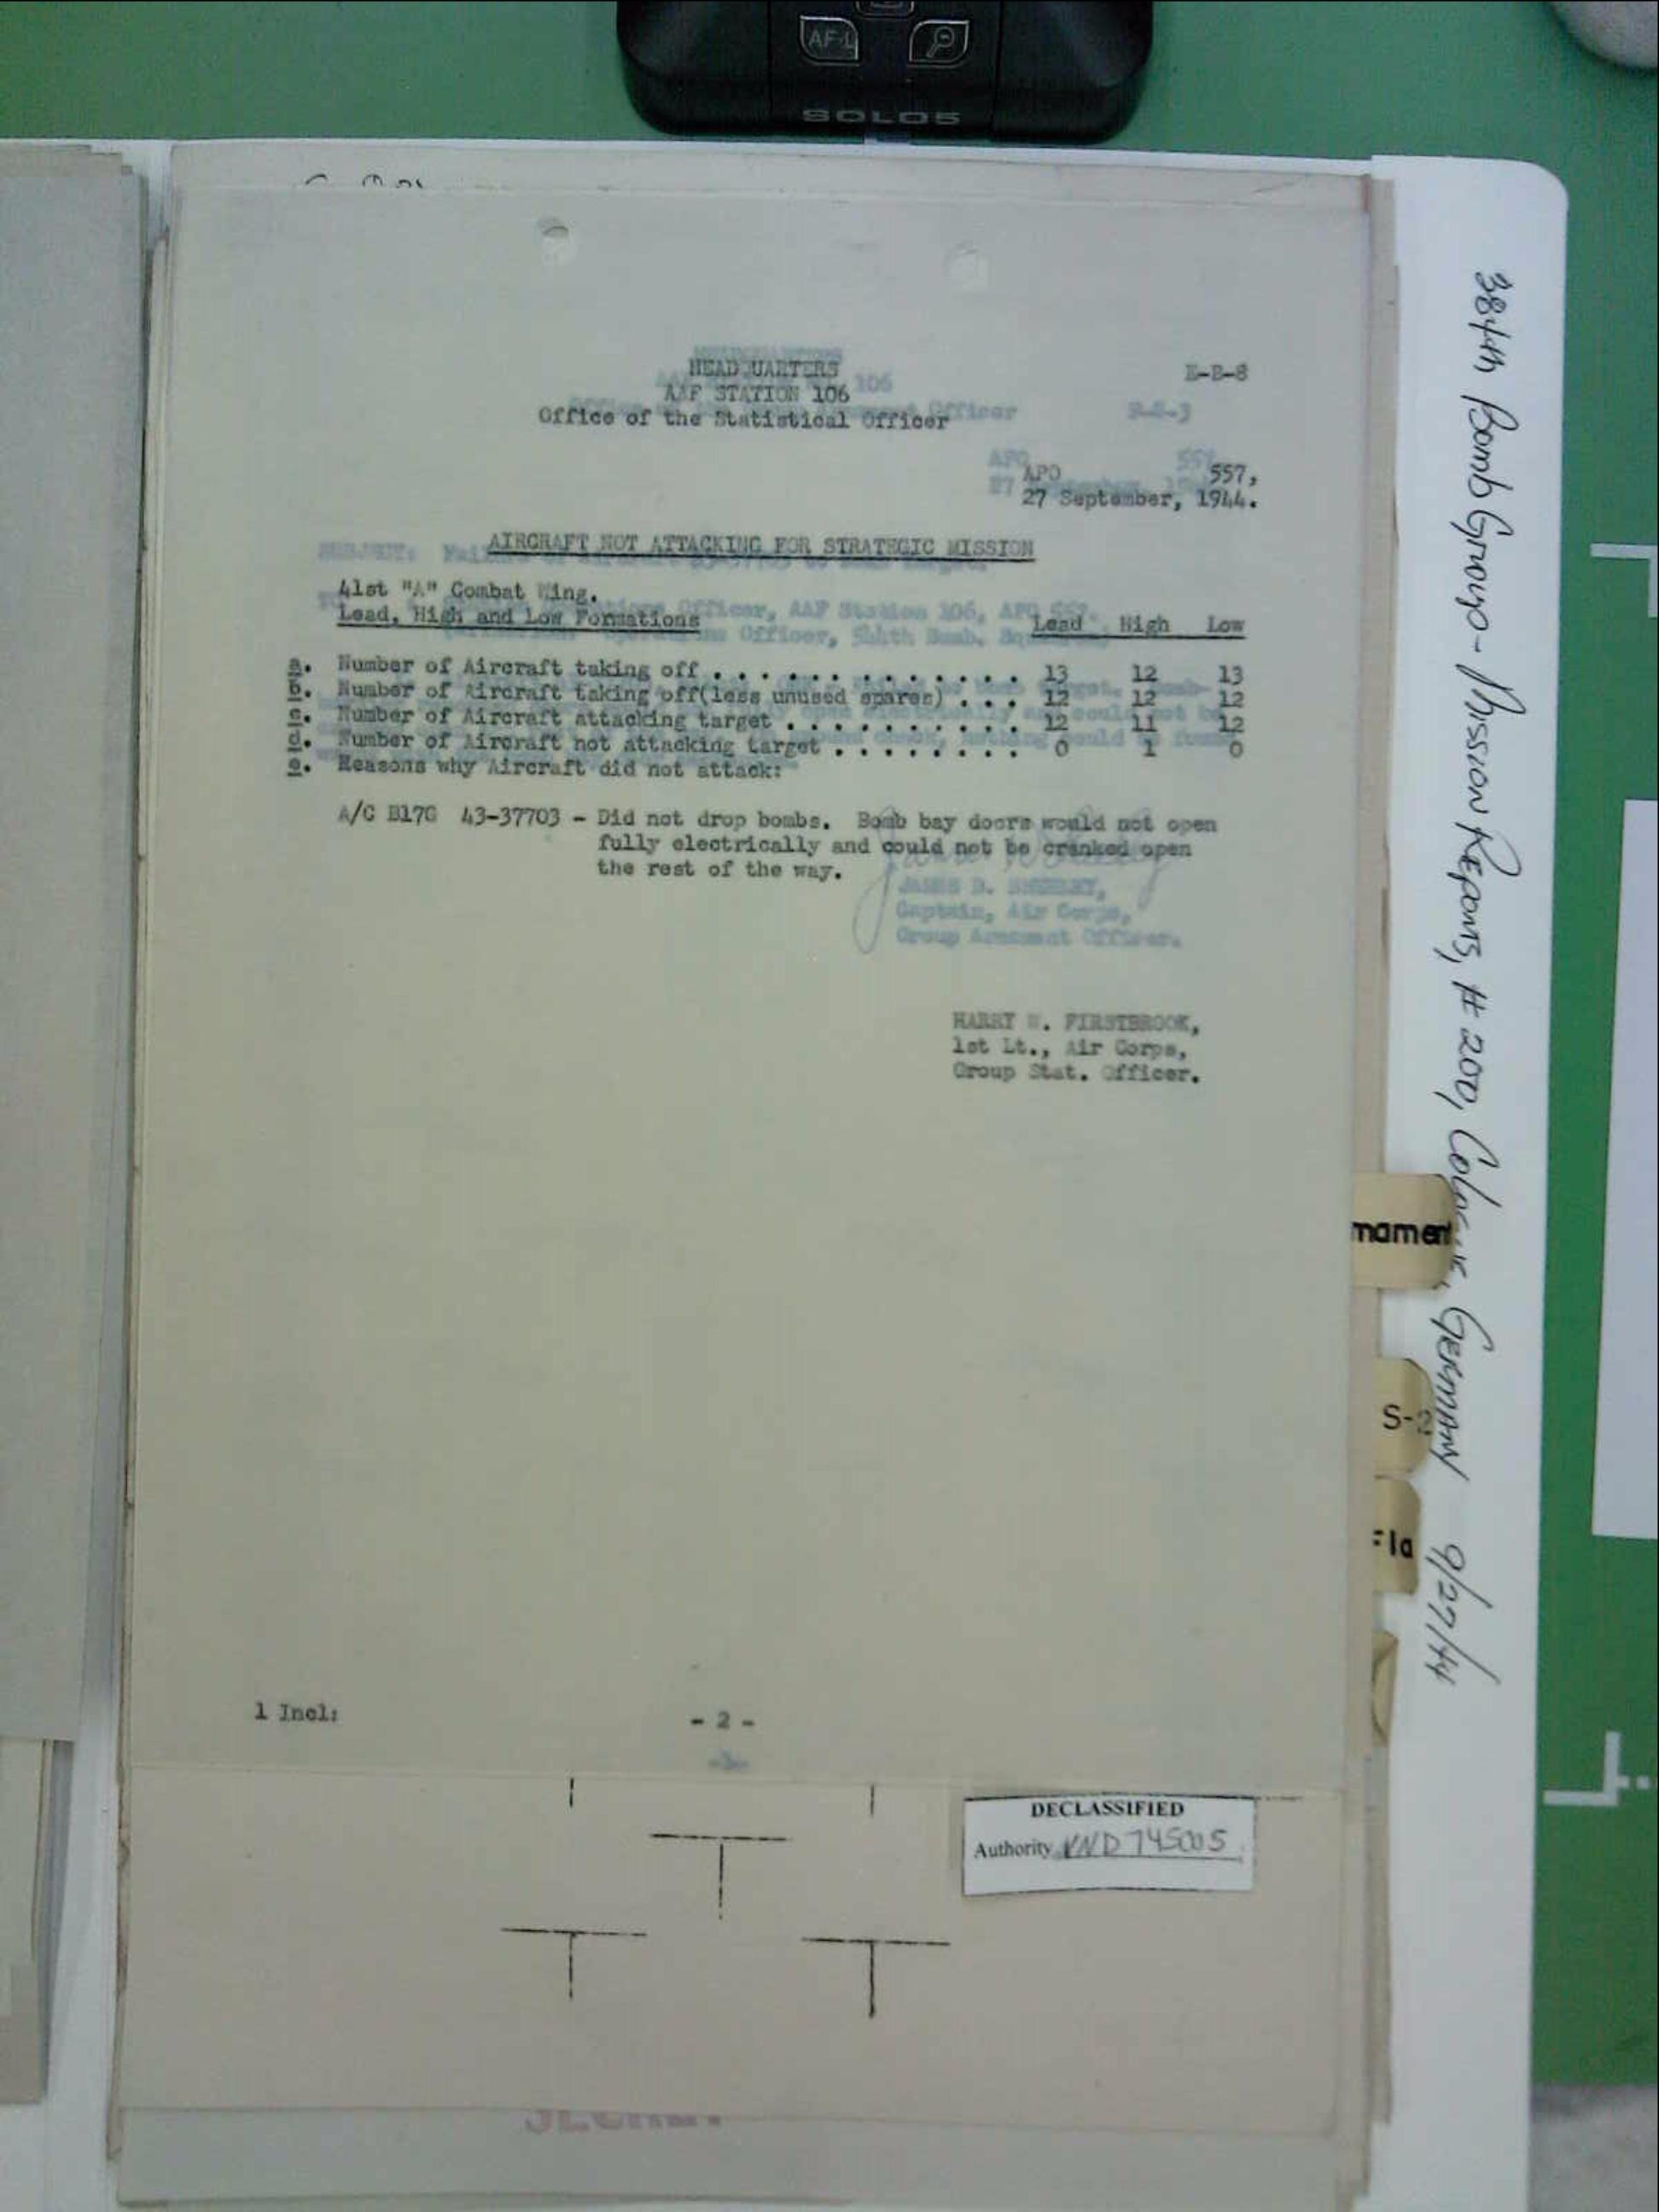 AF-L
SOLO5
HEADQUARTERS
AAF STATION 106
Office of the Statistical Officer
E-E-8
APO 557,
27 September, 1944.
AIRCRAFT NOT ATTACKING FOR STRATEGIC MISSION
41st "A" Combat Wing.
Lead, High and Low Formations Lead High Low
a. Number of Aircraft taking off . . . . . . . . . . . . . 13 12 13
b. Number of Aircraft taking off(less unused spares) . . . 12 12 12
c. Number of Aircraft attacking target . . . . . . . . . . 12 11 12
d. Number of Aircraft not attacking target . . . . . . . . 0 1 0
e. Reasons why Aircraft did not attack:
A/C B17G 43-37703 - Did not drop bombs. Bomb bay doors would not open
fully electrically and could not be cranked open
the rest of the way.
JAMES
Captain, Air Corps,
Group Armament Officer.
HARRY W. FIRSTBROOK,
1st Lt., Air Corps,
Group Stat. Officer.
1 Incl:
- 2 -
DECLASSIFIED
Authority NND 745005
384th Bomb Group - Mission Reports, # 200, Cologne, Germany 9/27/44
mamen
S-2
Fla